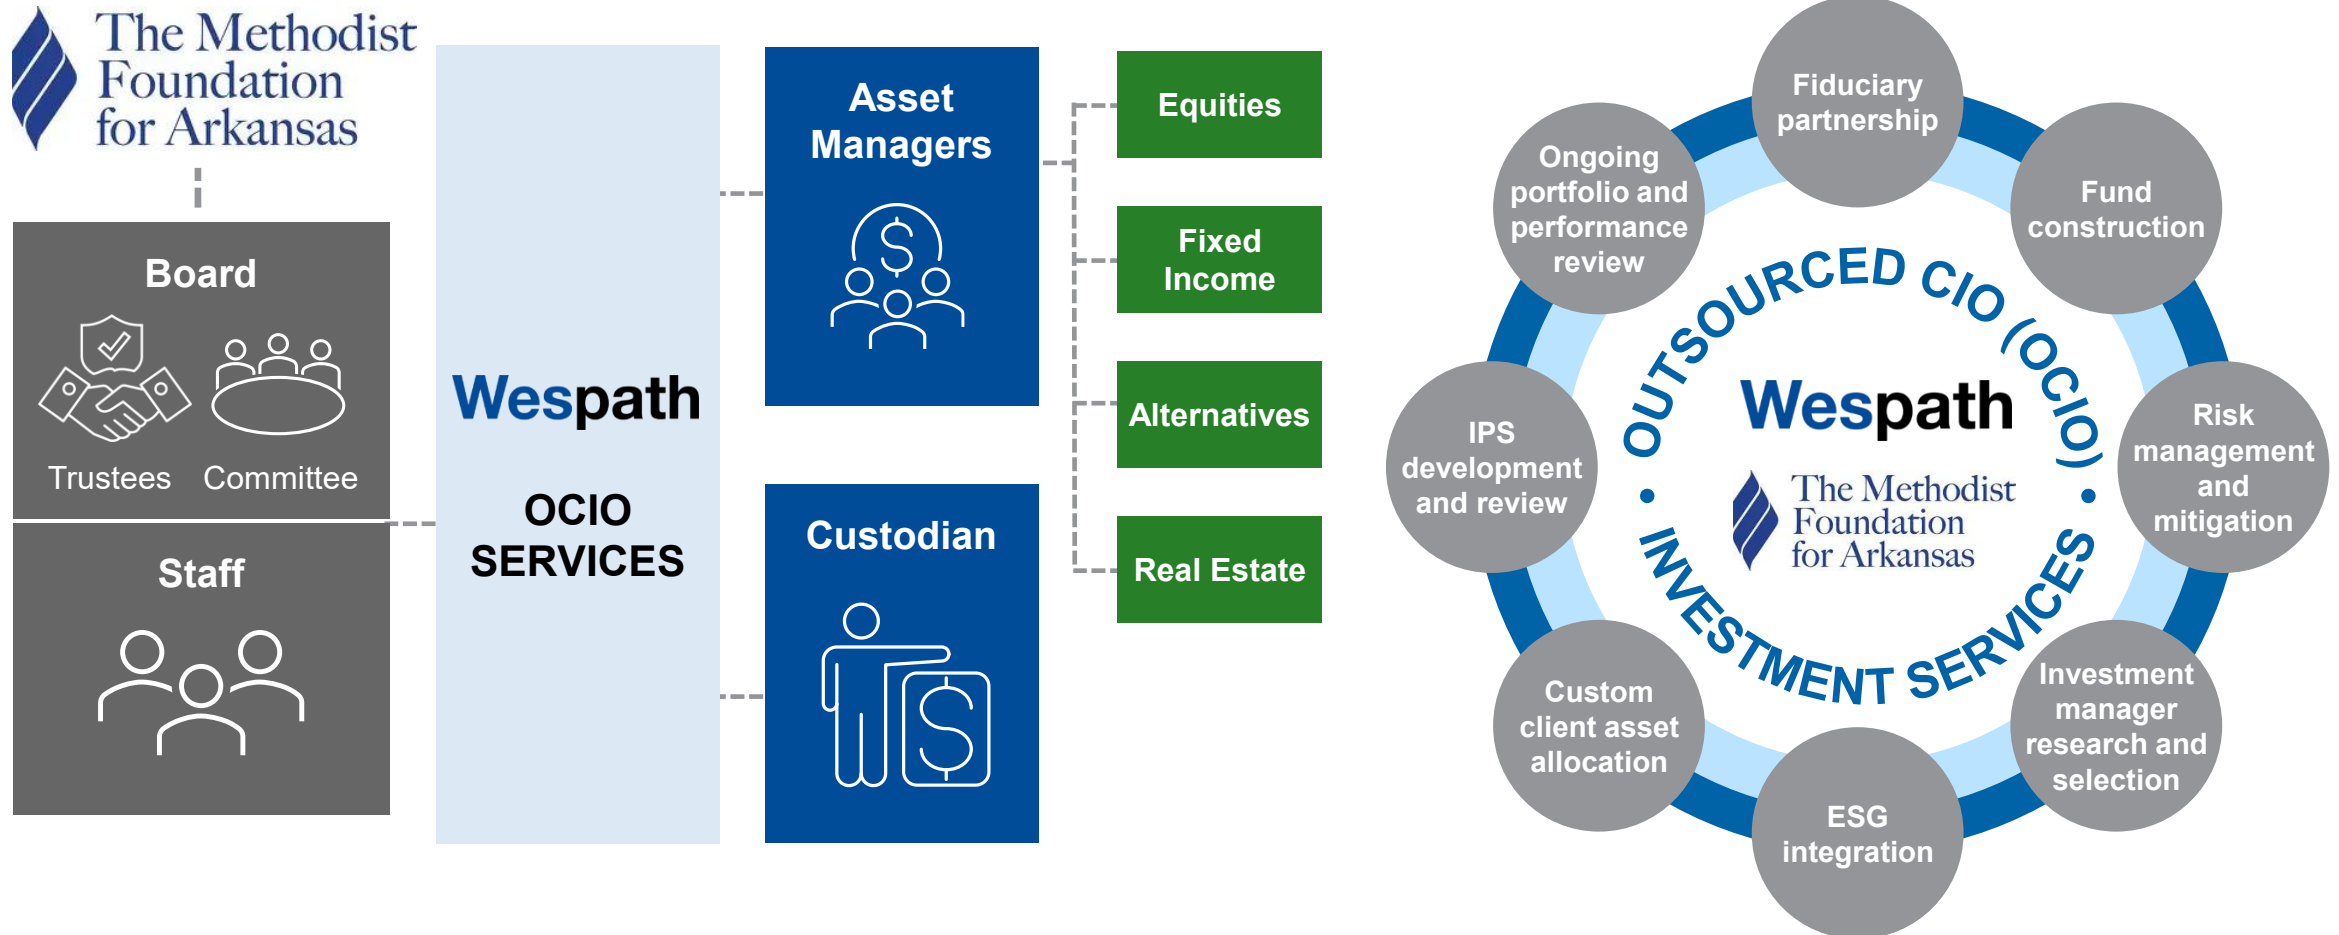 The Methodist
Foundation
for Arkansas
Board
Trustees
Committee
Staff
Wespath
OCIO
SERVICES
Asset
Managers
Custodian
Equities
Fixed
Income
Alternatives
Real Estate
Fiduciary
partnership
Fund
construction
Risk
management
and
mitigation
Investment
manager
research and
selection
ESG
integration
Custom
client asset
allocation
IPS
development
and review
Ongoing
portfolio and
performance
review
OUTSOURCED CIO (OCIO)
• INVESTMENT SERVICES •
Wespath
The Methodist
Foundation
for Arkansas